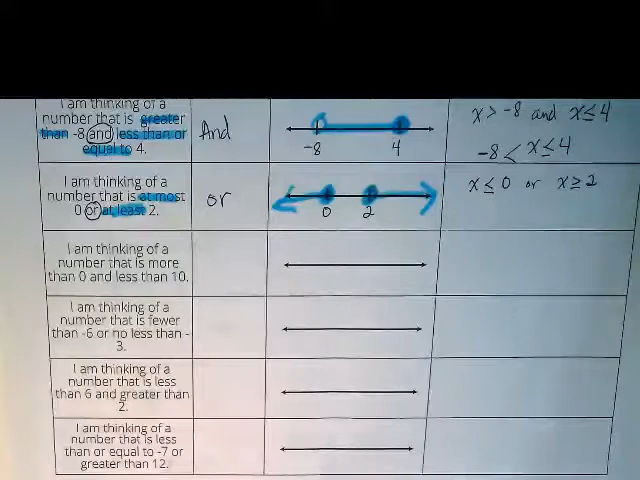 I am thinking of a
number that is greater
than -8 and less than or
equal to 4.
And
-8
4
x > -8 and x ≤ 4
-8 < x ≤ 4
I am thinking of a
number that is at most
0 or at least 2.
or
0
2
x ≤ 0 or x ≥ 2
I am thinking of a
number that is more
than 0 and less than 10.
I am thinking of a
number that is fewer
than -6 or no less than -
3.
I am thinking of a
number that is less
than 6 and greater than
2.
I am thinking of a
number that is less
than or equal to -7 or
greater than 12.